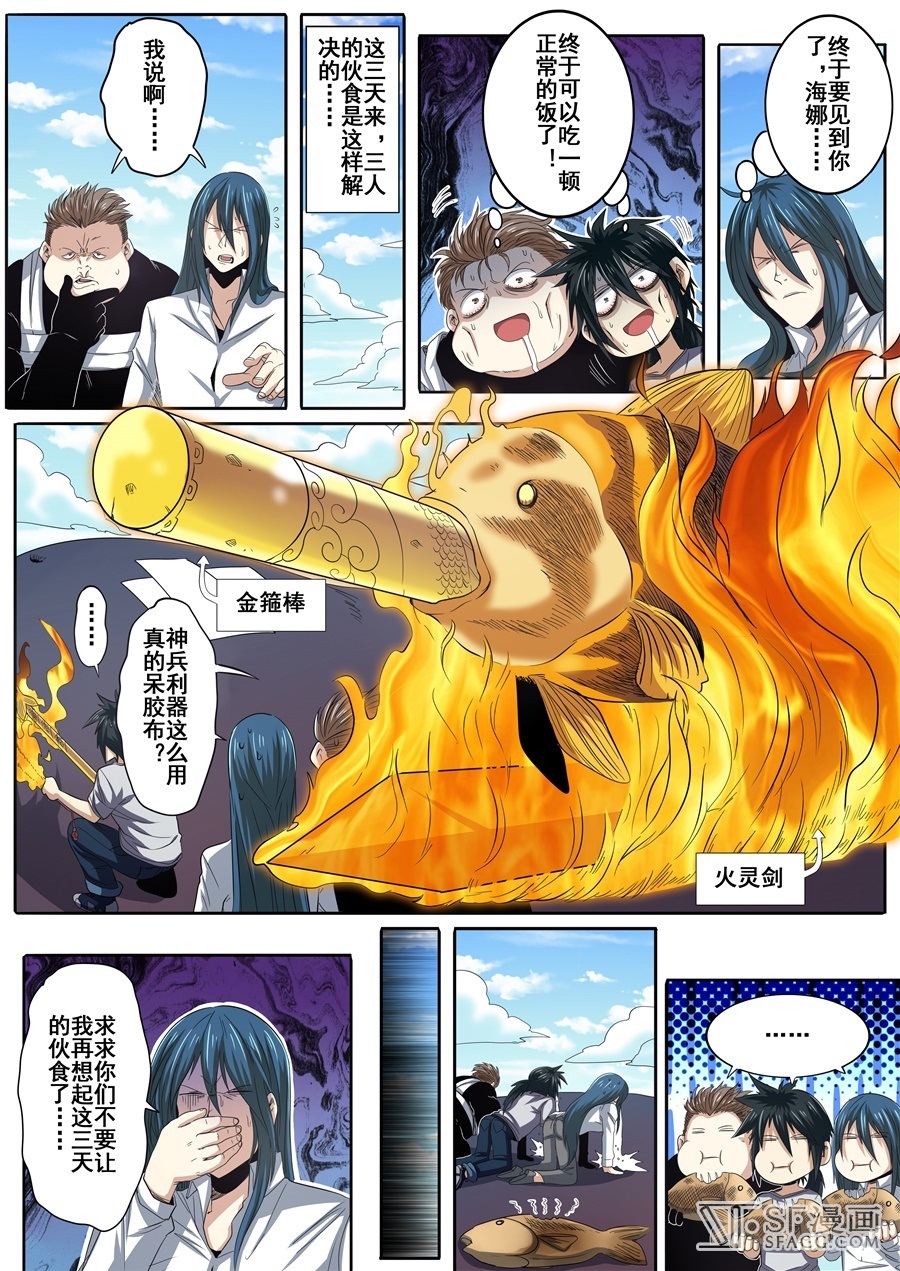 终于要见到你
了，海娜……
终于可以吃一顿
正常的饭了！
这三天来，三人
的伙食是这样解
决的……
我说啊……
金箍棒
神兵利器这么用
真的呆胶布？
……
火灵剑
……
求求你们不要让
我再想起这三天
的伙食了……
SF漫画
SFACG.COM